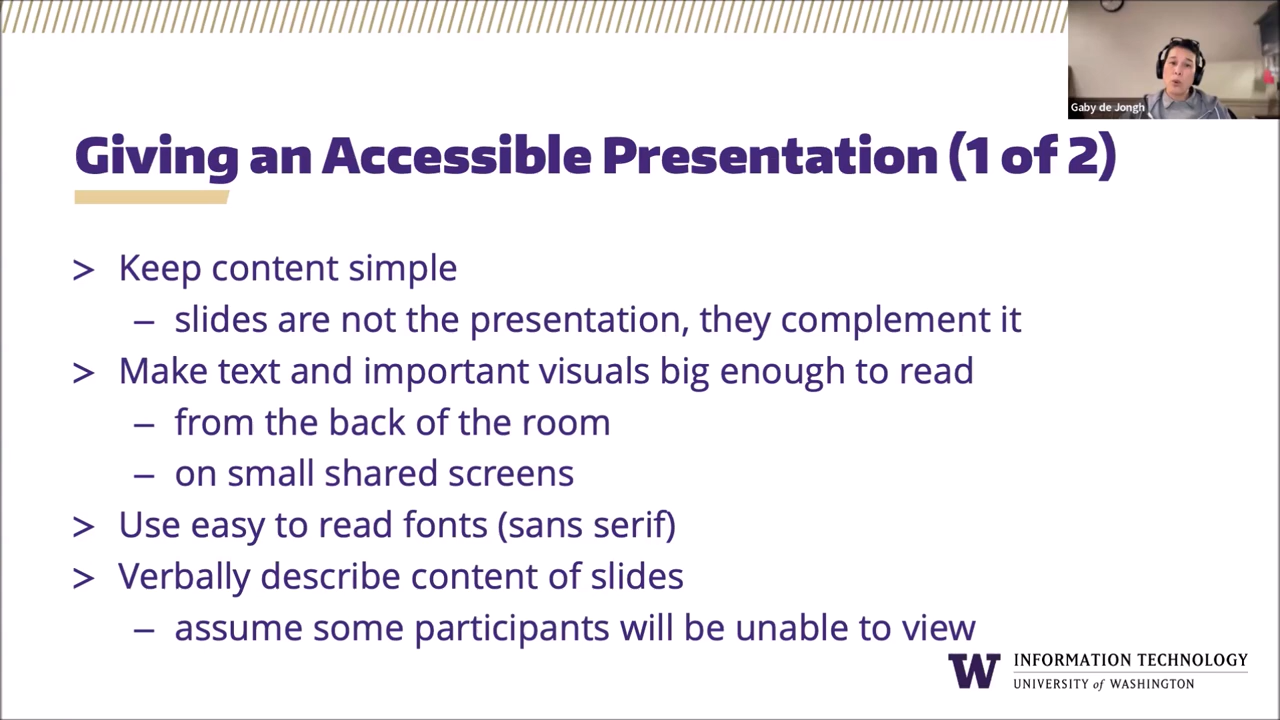 Gaby de Jongh
Giving an Accessible Presentation (1 of 2)
> Keep content simple
– slides are not the presentation, they complement it
> Make text and important visuals big enough to read
– from the back of the room
– on small shared screens
> Use easy to read fonts (sans serif)
> Verbally describe content of slides
– assume some participants will be unable to view
W INFORMATION TECHNOLOGY
UNIVERSITY of WASHINGTON